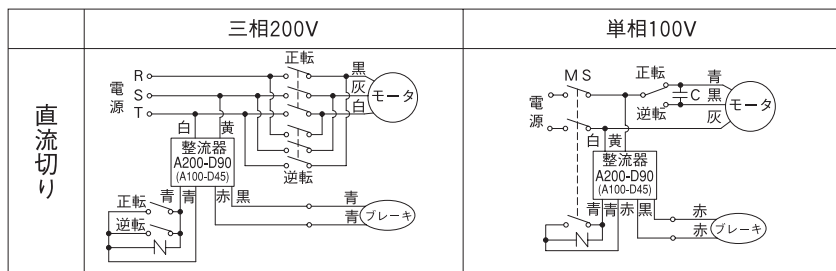 三相200V
単相100V
直流切り
電源
R
S
T
正転
黒
灰
白
モータ
白
黄
整流器
A200-D90
(A100-D45)
逆転
正転
逆転
青
青
赤
黒
N
青
青
ブレーキ
電源
MS
正転
逆転
C
青
黒
灰
モータ
白
黄
整流器
A200-D90
(A100-D45)
青
青
赤
黒
N
赤
赤
ブレーキ